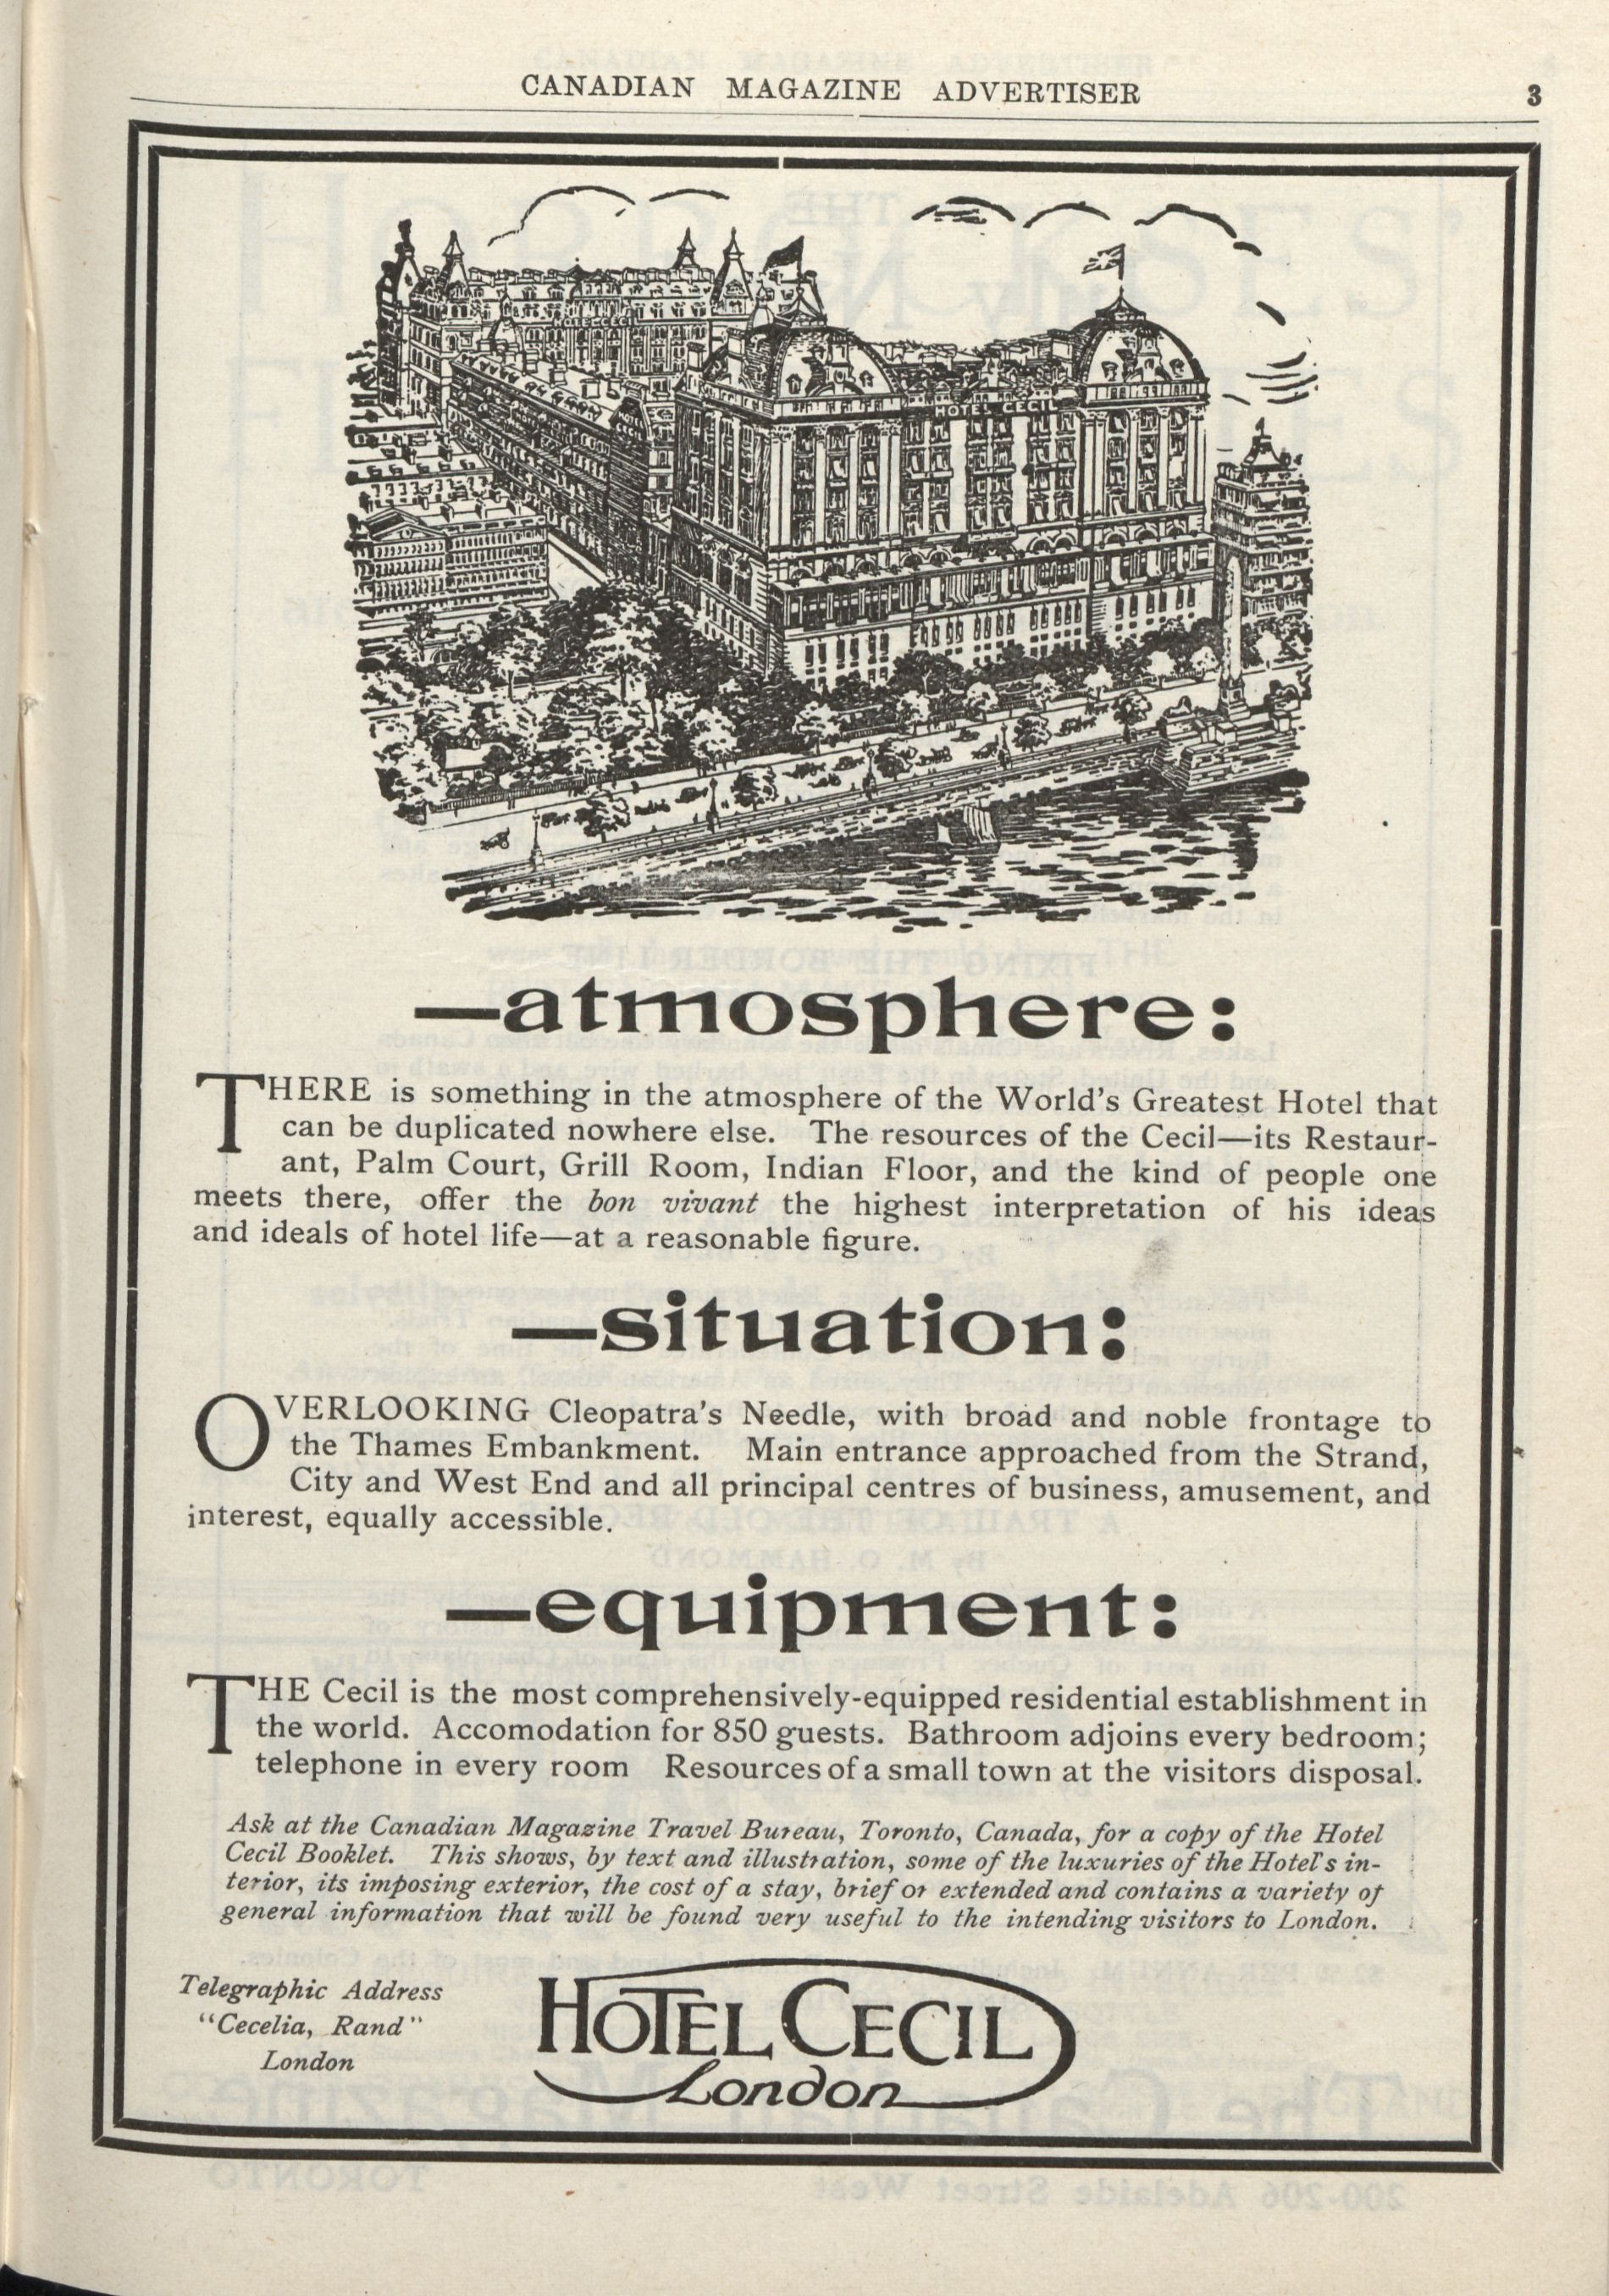 CANADIAN MAGAZINE ADVERTISER 3
HOTEL CECIL
HOTEL CECIL
—atmosphere:
THERE is something in the atmosphere of the World's Greatest Hotel that
can be duplicated nowhere else. The resources of the Cecil—its Restaur-
ant, Palm Court, Grill Room, Indian Floor, and the kind of people one
meets there, offer the bon vivant the highest interpretation of his ideas
and ideals of hotel life—at a reasonable figure.
—situation:
OVERLOOKING Cleopatra's Needle, with broad and noble frontage to
the Thames Embankment. Main entrance approached from the Strand,
City and West End and all principal centres of business, amusement, and
interest, equally accessible.
—equipment:
THE Cecil is the most comprehensively-equipped residential establishment in
the world. Accomodation for 850 guests. Bathroom adjoins every bedroom;
telephone in every room Resources of a small town at the visitors disposal.
Ask at the Canadian Magazine Travel Bureau, Toronto, Canada, for a copy of the Hotel
Cecil Booklet. This shows, by text and illustration, some of the luxuries of the Hotel's in-
terior, its imposing exterior, the cost of a stay, brief or extended and contains a variety of
general information that will be found very useful to the intending visitors to London.
Telegraphic Address
"Cecelia, Rand"
London
HOTEL CECIL
London